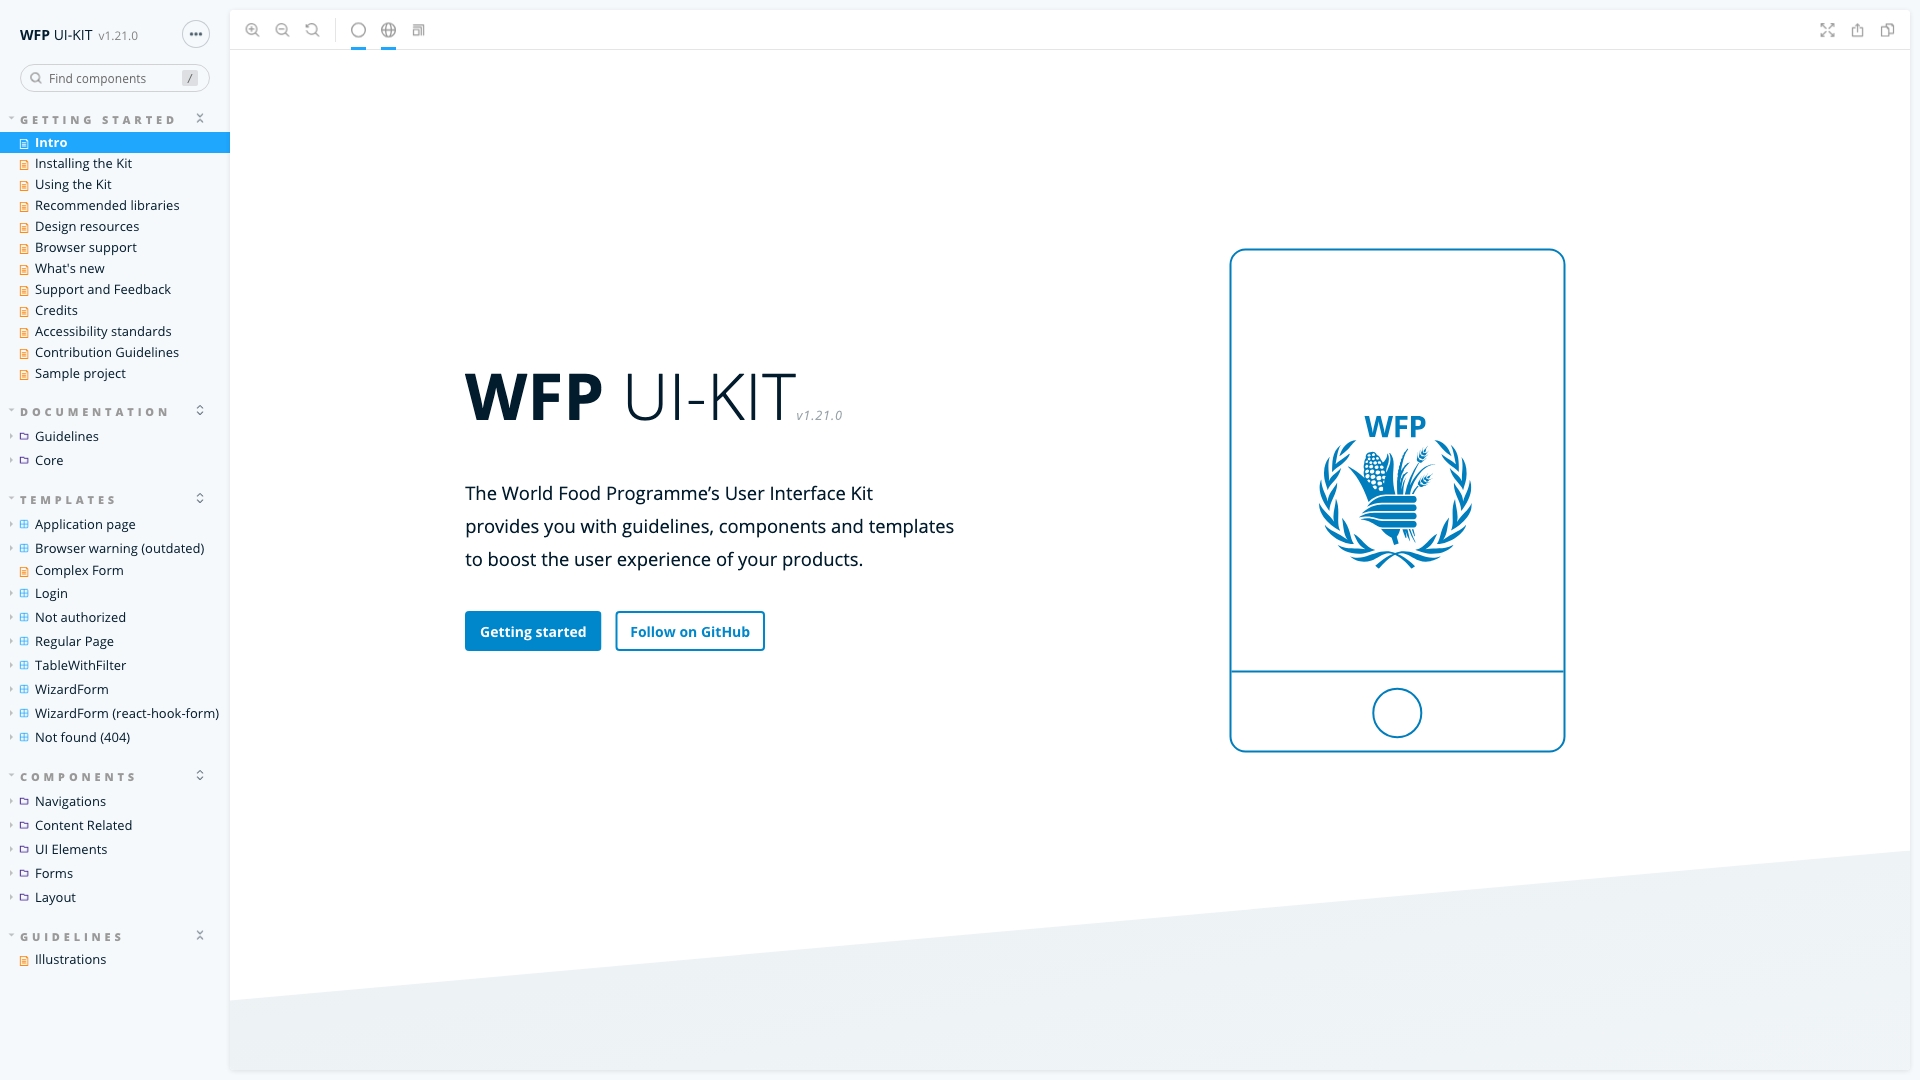 WFP UI-KIT v1.21.0
Find components /
GETTING STARTED
Intro
Installing the Kit
Using the Kit
Recommended libraries
Design resources
Browser support
What's new
Support and Feedback
Credits
Accessibility standards
Contribution Guidelines
Sample project
DOCUMENTATION
Guidelines
Core
TEMPLATES
Application page
Browser warning (outdated)
Complex Form
Login
Not authorized
Regular Page
TableWithFilter
WizardForm
WizardForm (react-hook-form)
Not found (404)
COMPONENTS
Navigations
Content Related
UI Elements
Forms
Layout
GUIDELINES
Illustrations
WFP UI-KIT v1.21.0
The World Food Programme’s User Interface Kit
provides you with guidelines, components and templates
to boost the user experience of your products.
Getting started
Follow on GitHub
WFP